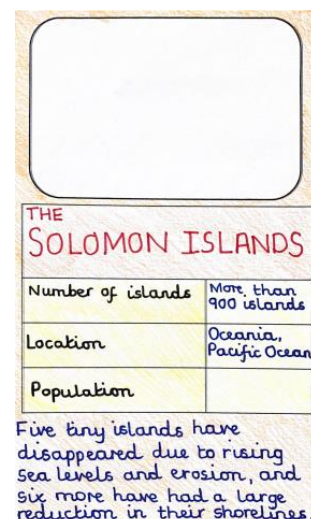 THE
SOLOMON ISLANDS
Number of islands
More than
900 islands
Location
Oceania,
Pacific Ocean
Population
Five tiny islands have
disappeared due to rising
sea levels and erosion, and
six more have had a large
reduction in their shorelines.